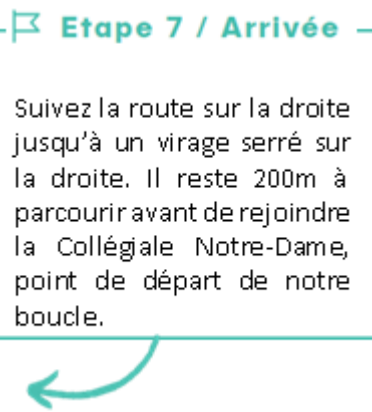 Etape 7 / Arrivée
Suivez la route sur la droite
jusqu'à un virage serré sur
la droite. Il reste 200m à
parcourir avant de rejoindre
la Collégiale Notre-Dame,
point de départ de notre
boucle.